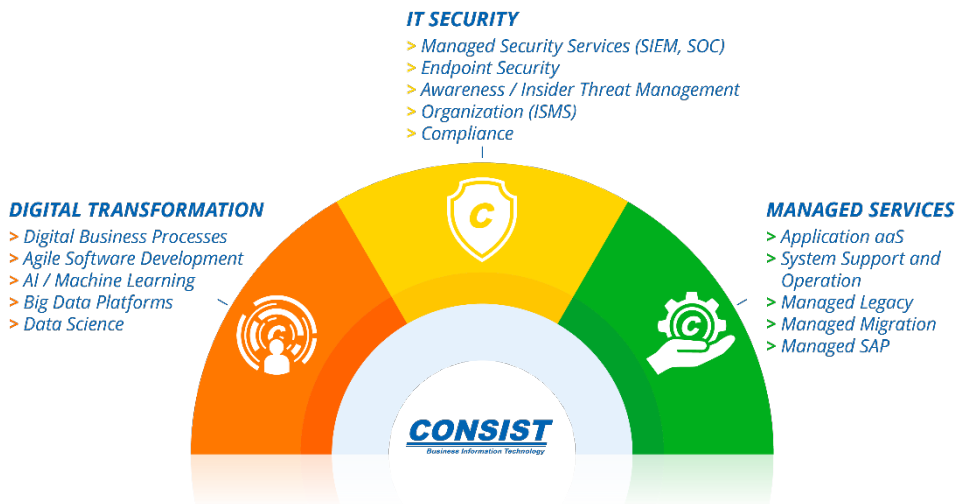 IT SECURITY
> Managed Security Services (SIEM, SOC)
> Endpoint Security
> Awareness / Insider Threat Management
> Organization (ISMS)
> Compliance
DIGITAL TRANSFORMATION
> Digital Business Processes
> Agile Software Development
> AI / Machine Learning
> Big Data Platforms
> Data Science
MANAGED SERVICES
> Application aaS
> System Support and
Operation
> Managed Legacy
> Managed Migration
> Managed SAP
C
C
C
CONSIST
Business Information Technology